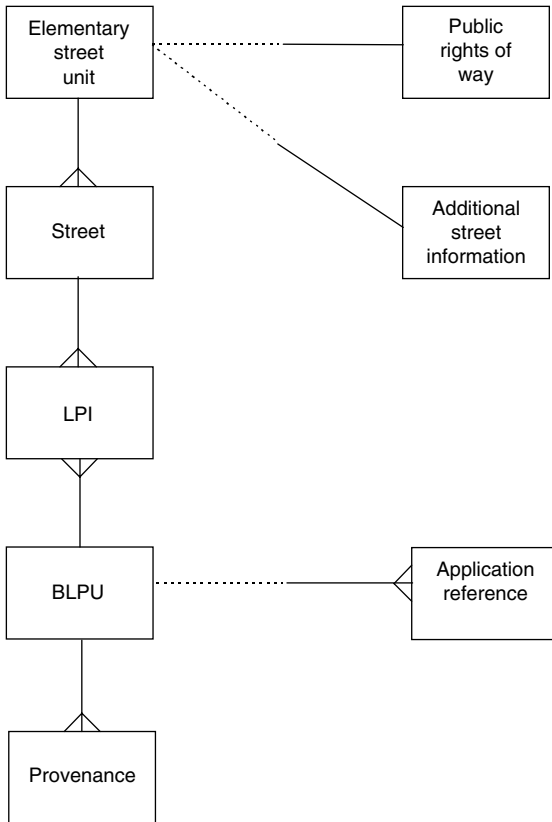 Elementary
street
unit
Public
rights of
way
Street
Additional
street
information
LPI
BLPU
Application
reference
Provenance